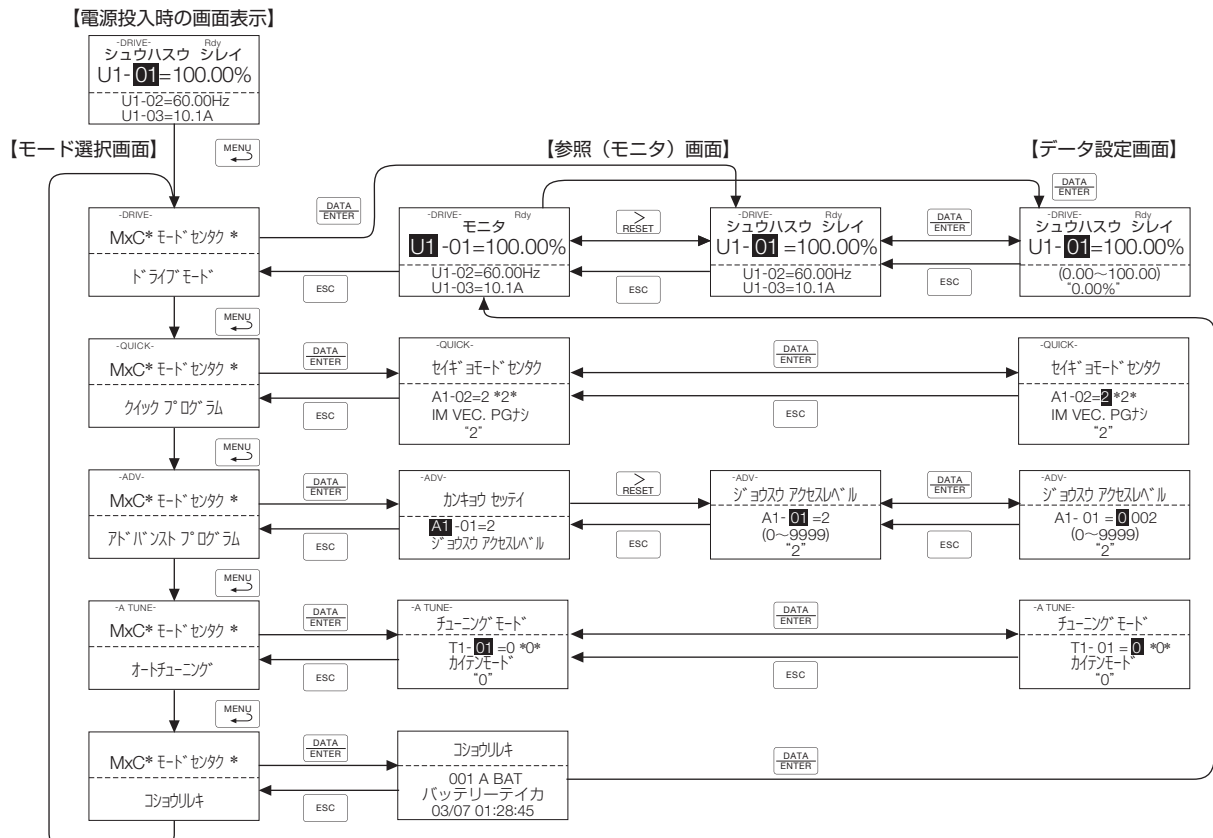 【電源投入時の画面表示】
-DRIVE- Rdy
シュウハスウ シレイ
U1-01=100.00%
U1-02=60.00Hz
U1-03=10.1A
【モード選択画面】
MENU
【参照（モニタ）画面】
【データ設定画面】
DATA
ENTER
DATA
ENTER
-DRIVE-
MxC* モードセンタク *
ドライブモード
ESC
-DRIVE- Rdy
モニタ
U1 -01=100.00%
U1-02=60.00Hz
U1-03=10.1A
>
RESET
ESC
-DRIVE- Rdy
シュウハスウ シレイ
U1- 01 =100.00%
U1-02=60.00Hz
U1-03=10.1A
DATA
ENTER
ESC
-DRIVE- Rdy
シュウハスウ シレイ
U1- 01=100.00%
(0.00～100.00)
"0.00%"
MENU
-QUICK-
MxC* モードセンタク *
クイック プログラム
DATA
ENTER
ESC
-QUICK-
セイギョモードセンタク
A1-02=2 *2*
IM VEC. PGナシ
"2"
DATA
ENTER
ESC
-QUICK-
セイギョモードセンタク
A1-02=2 *2*
IM VEC. PGナシ
"2"
MENU
-ADV-
MxC* モードセンタク *
アドバンスト プログラム
DATA
ENTER
ESC
-ADV-
カンキョウ セッテイ
A1 -01=2
ジョウスウ アクセスレベル
>
RESET
ESC
-ADV-
ジョウスウ アクセスレベル
A1- 01 =2
(0～9999)
"2"
DATA
ENTER
ESC
-ADV-
ジョウスウ アクセスレベル
A1- 01 = 0 002
(0～9999)
"2"
MENU
-A TUNE-
MxC* モードセンタク *
オートチューニング
DATA
ENTER
ESC
-A TUNE-
チューニングモード
T1- 01 =0 *0*
カイテンモード
"0"
DATA
ENTER
ESC
-A TUNE-
チューニングモード
T1- 01 = 0 *0*
カイテンモード
"0"
MENU
MxC* モードセンタク *
コショウリレキ
DATA
ENTER
ESC
コショウリレキ
001 A BAT
バッテリーテイカ
03/07 01:28:45
DATA
ENTER